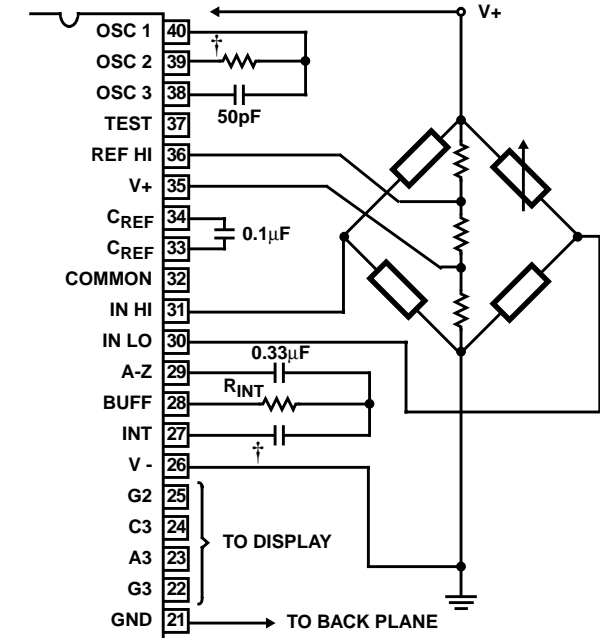 V+
OSC 1 40
†
OSC 2 39
OSC 3 38
50pF
TEST 37
REF HI 36
V+ 35
CREF 34
0.1µF
CREF 33
COMMON 32
IN HI 31
IN LO 30
0.33µF
A-Z 29
RINT
BUFF 28
INT 27
†
V - 26
G2 25
C3 24
TO DISPLAY
A3 23
G3 22
GND 21
TO BACK PLANE